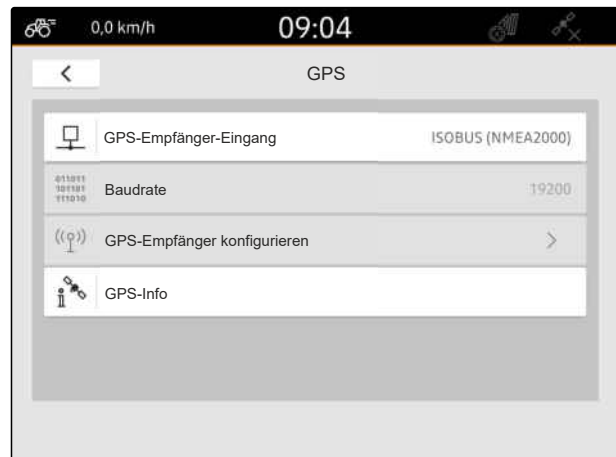 0,0 km/h
09:04
GPS
GPS-Empfänger-Eingang
ISOBUS (NMEA2000)
011011
101101
111010
Baudrate
19200
GPS-Empfänger konfigurieren
GPS-Info